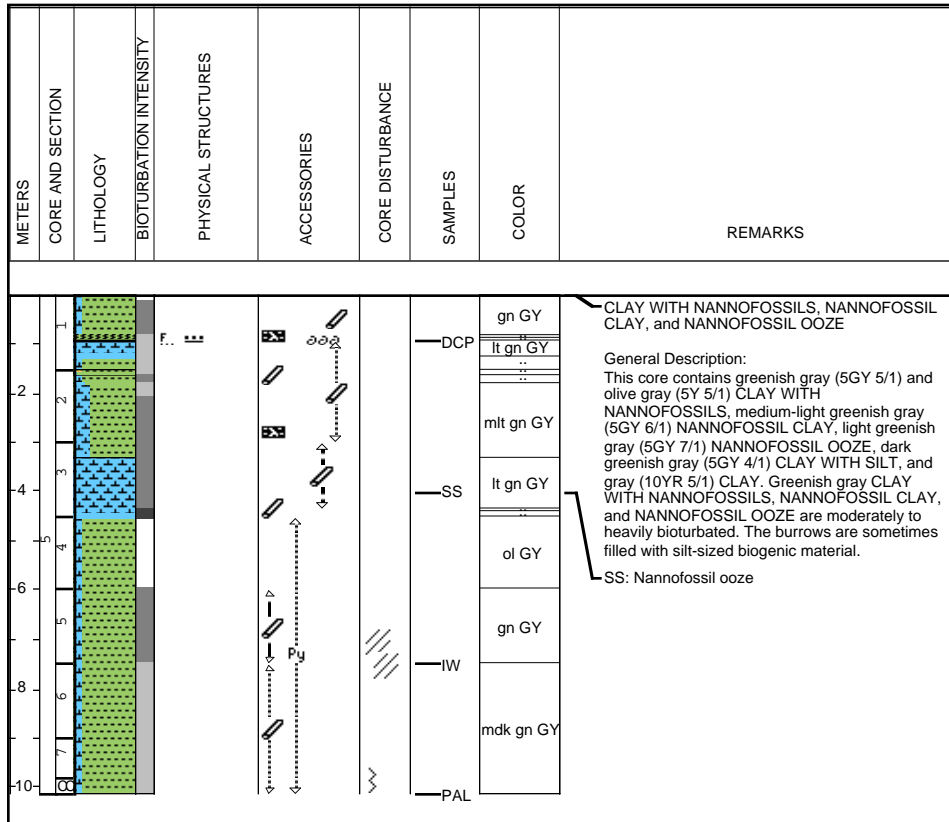 METERS
CORE AND SECTION
LITHOLOGY
BIOTURBATION INTENSITY
PHYSICAL STRUCTURES
ACCESSORIES
CORE DISTURBANCE
SAMPLES
COLOR
REMARKS
2
4
6
8
10
5
1
2
3
4
5
6
7
8
F
Py
DCP
SS
IW
PAL
gn GY
lt gn GY
mlt gn GY
lt gn GY
ol GY
gn GY
mdk gn GY
CLAY WITH NANNOFOSSILS, NANNOFOSSIL
CLAY, and NANNOFOSSIL OOZE
General Description:
This core contains greenish gray (5GY 5/1) and
olive gray (5Y 5/1) CLAY WITH
NANNOFOSSILS, medium-light greenish gray
(5GY 6/1) NANNOFOSSIL CLAY, light greenish
gray (5GY 7/1) NANNOFOSSIL OOZE, dark
greenish gray (5GY 4/1) CLAY WITH SILT, and
gray (10YR 5/1) CLAY. Greenish gray CLAY
WITH NANNOFOSSILS, NANNOFOSSIL CLAY,
and NANNOFOSSIL OOZE are moderately to
heavily bioturbated. The burrows are sometimes
filled with silt-sized biogenic material.
SS: Nannofossil ooze